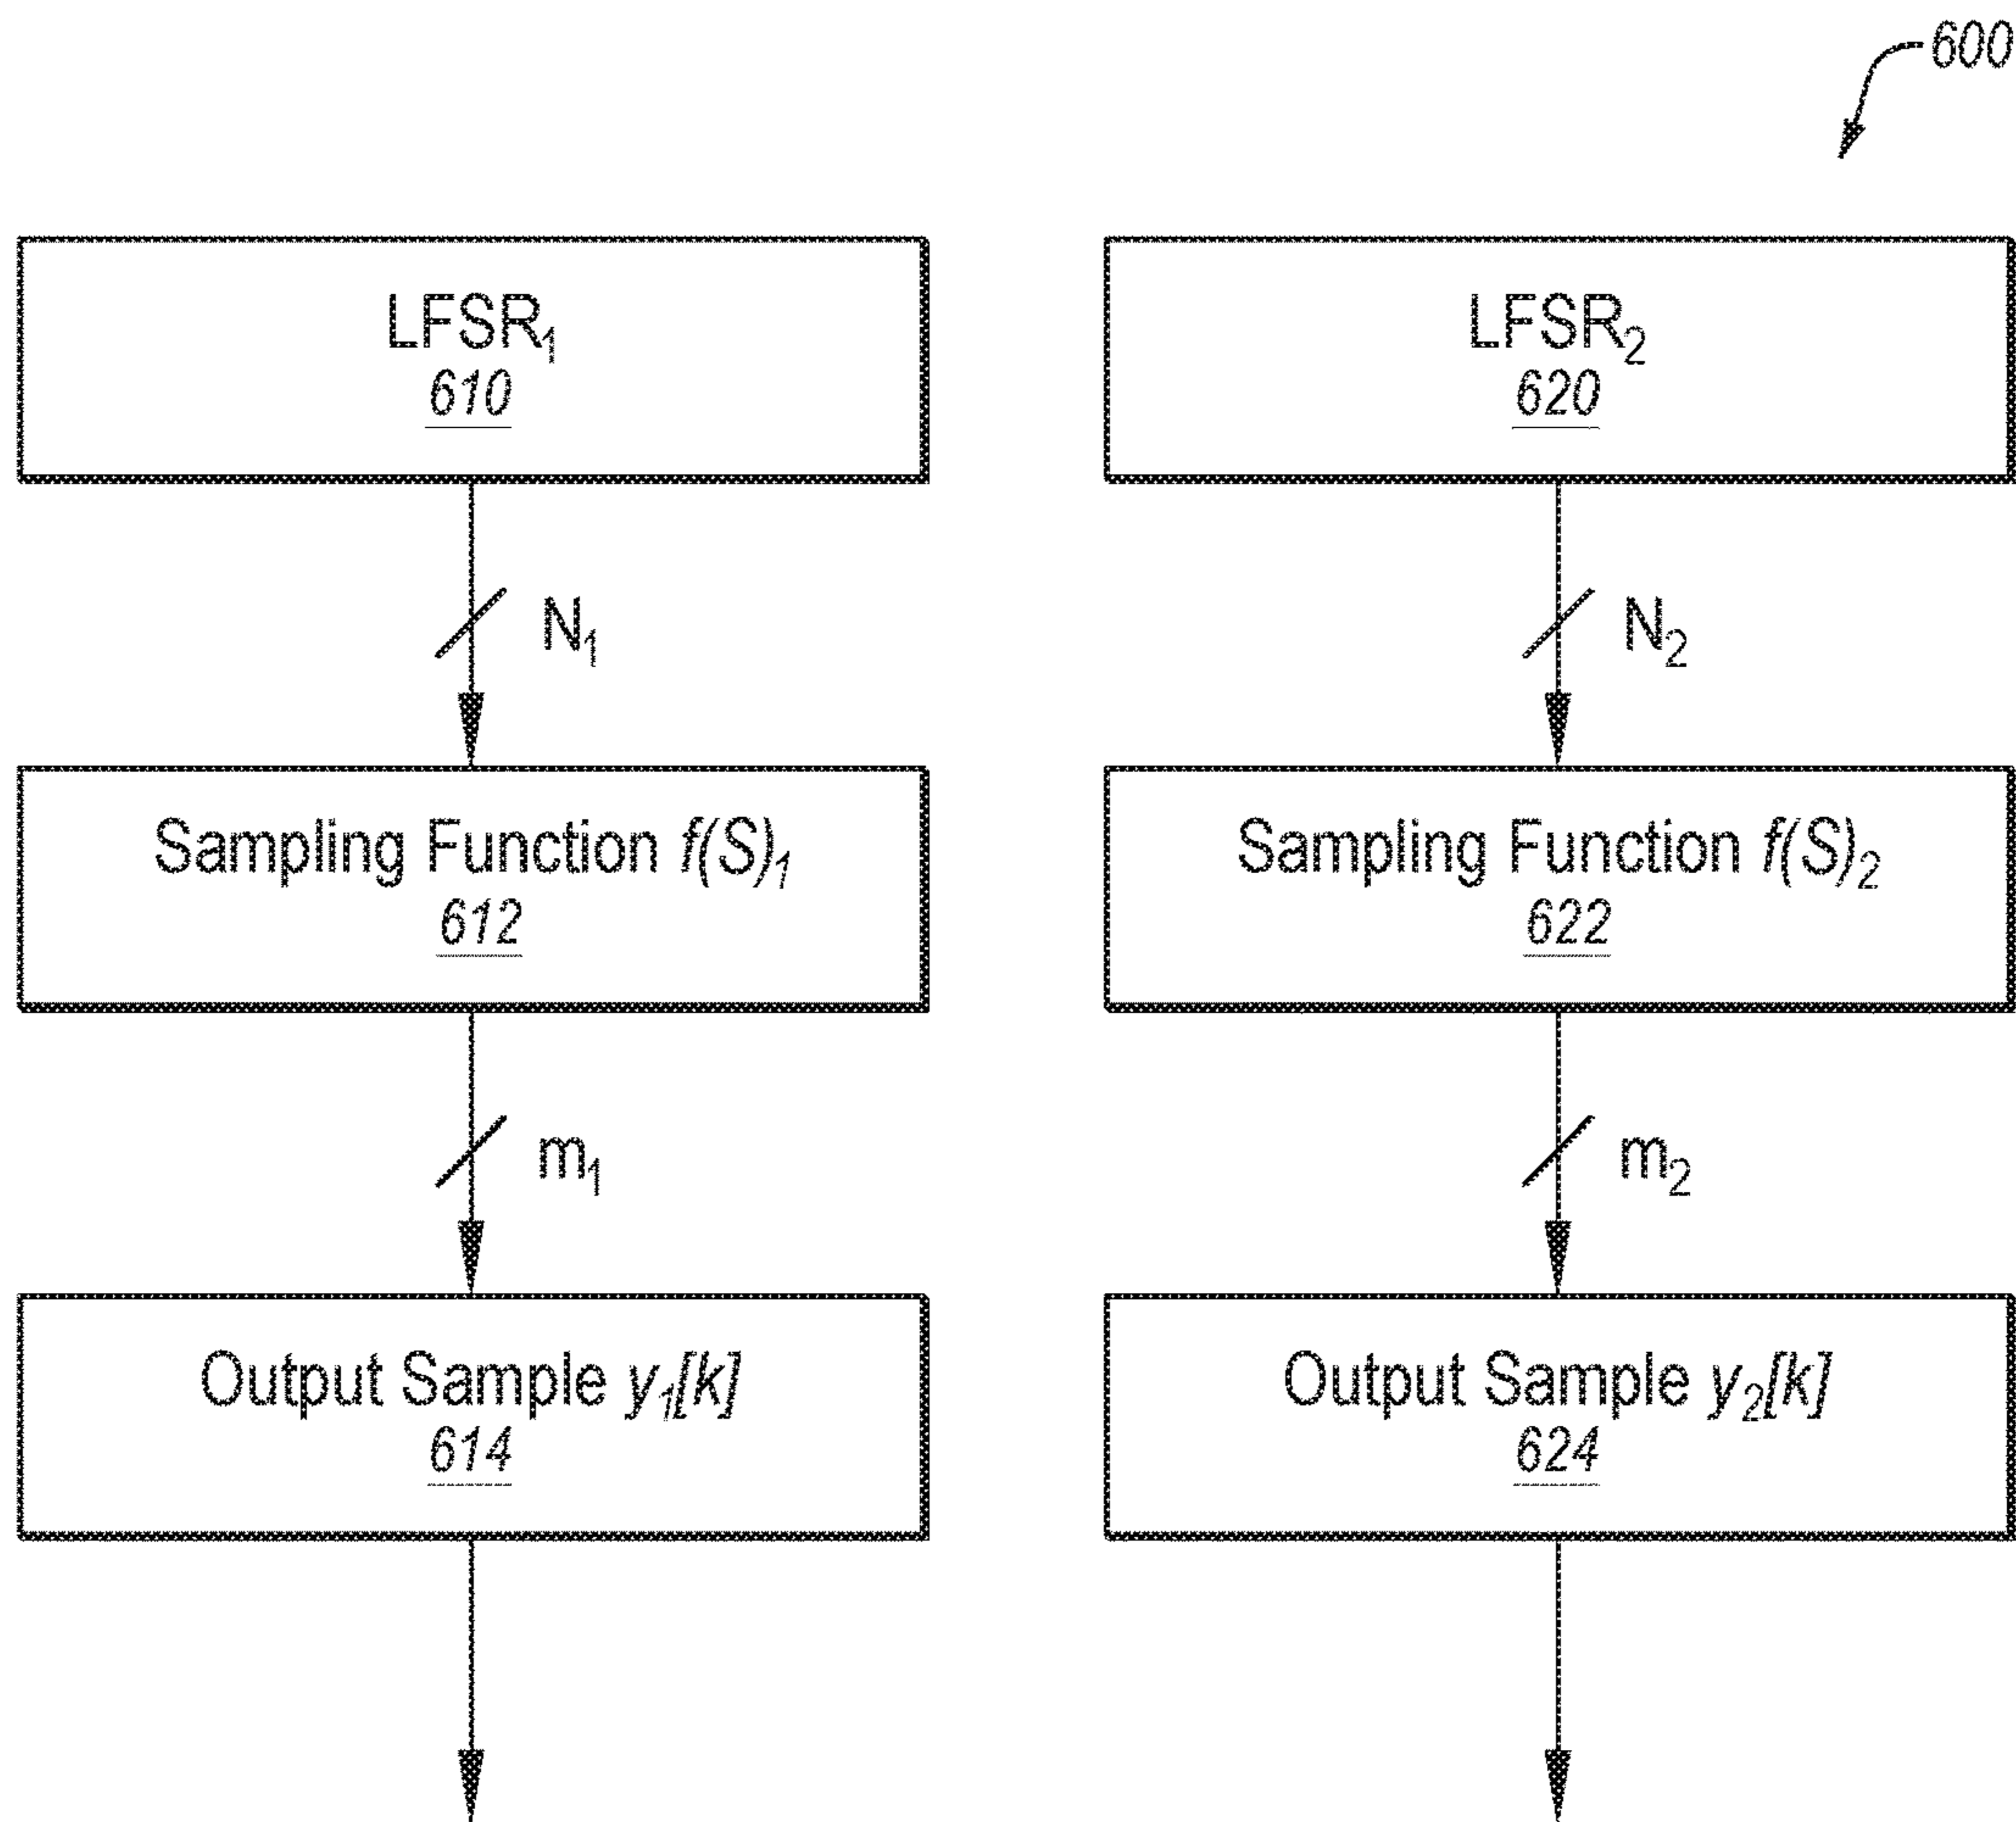 600
LFSR₁
610
LFSR₂
620
N₁
N₂
Sampling Function f(S)₁
612
Sampling Function f(S)₂
622
m₁
m₂
Output Sample y₁[k]
614
Output Sample y₂[k]
624